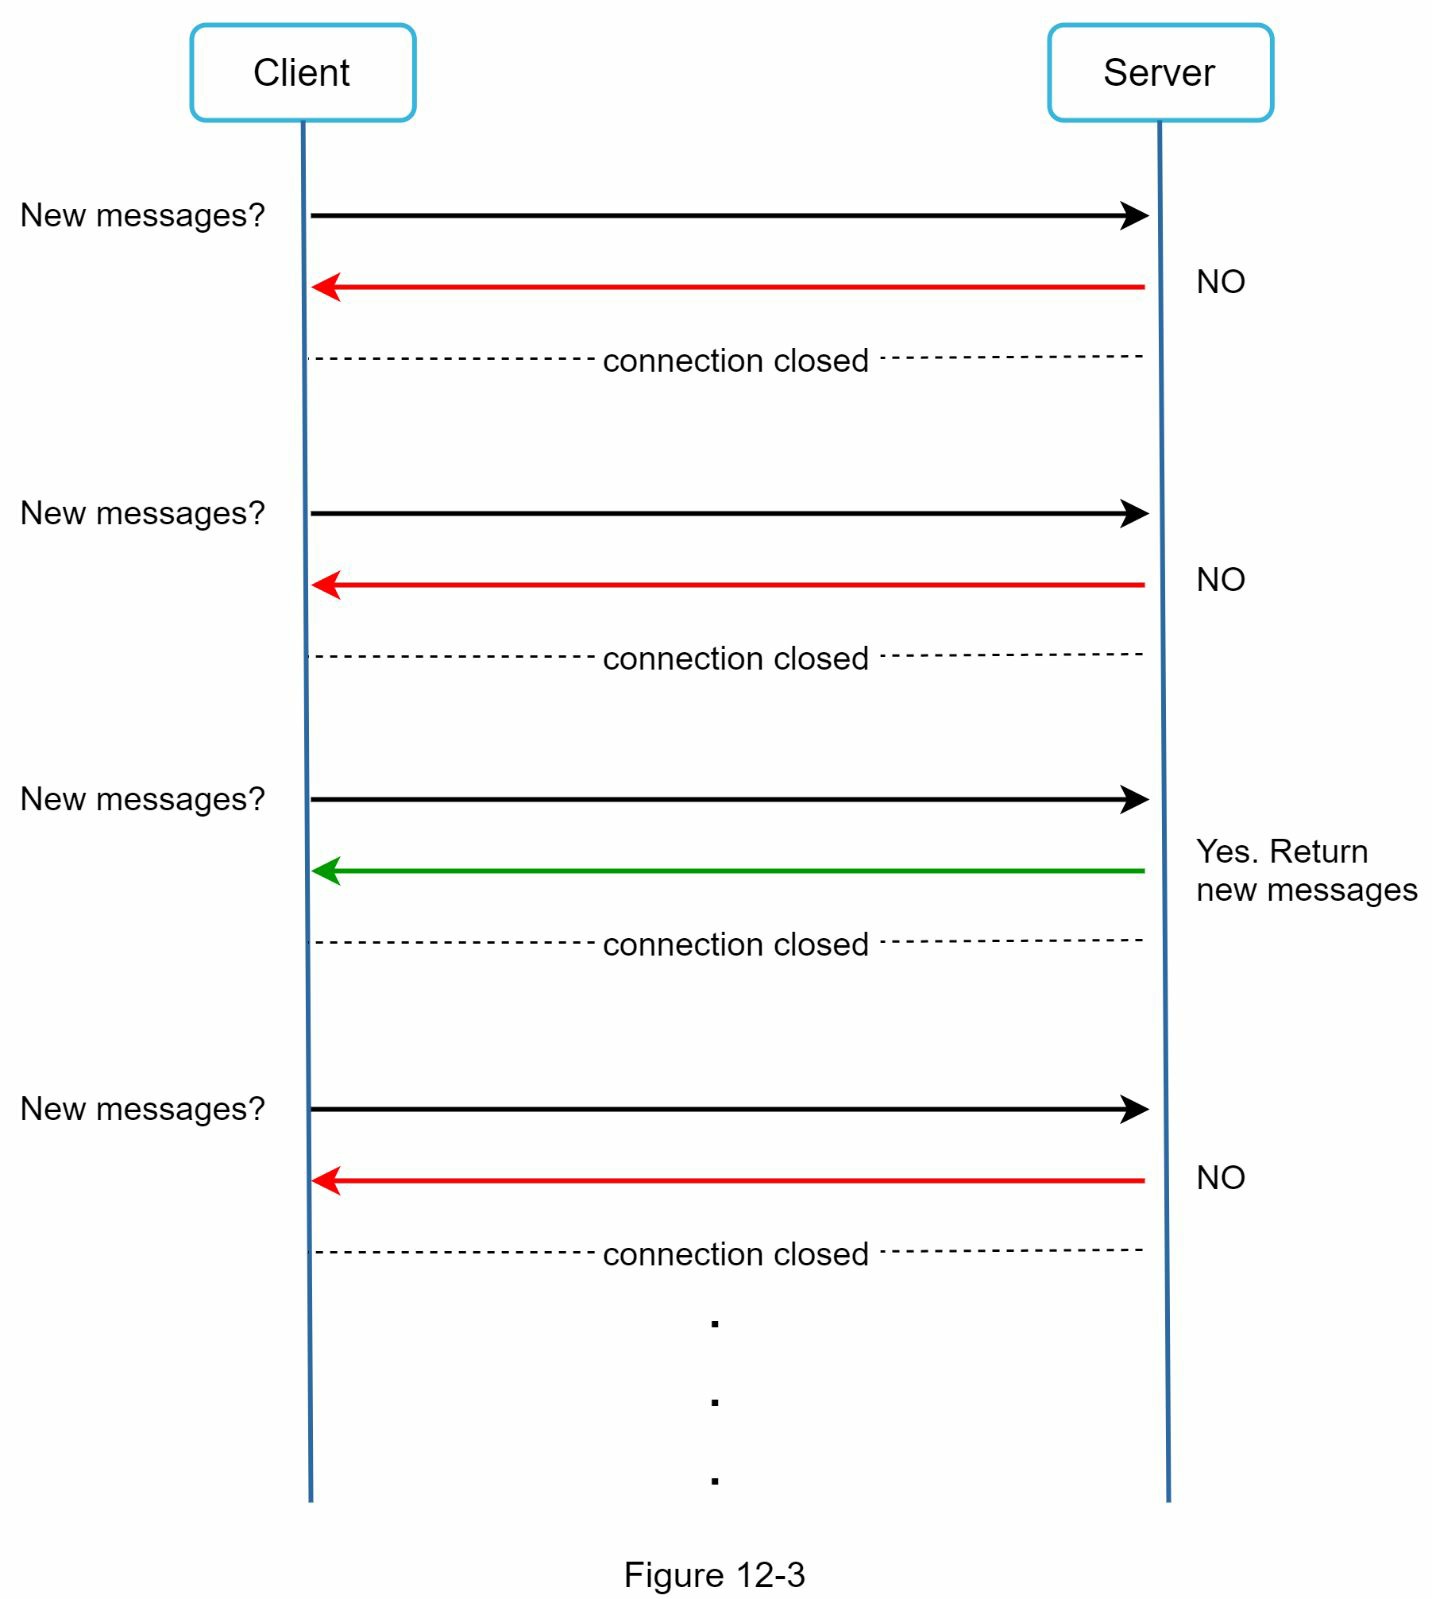 Client
Server
New messages?
NO
connection closed
New messages?
NO
connection closed
New messages?
Yes. Return
new messages
connection closed
New messages?
NO
connection closed
Figure 12-3